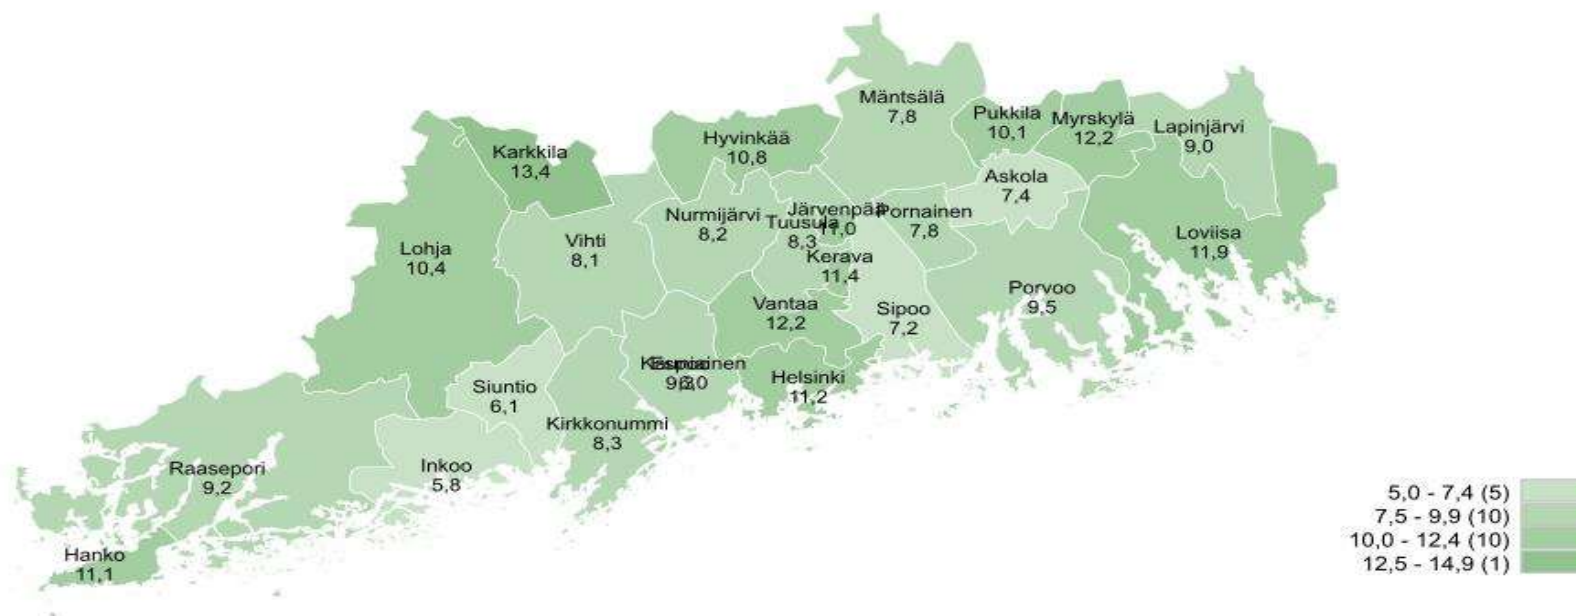 Mäntsälä
7,8
Pukkila
10,1
Myrskylä
12,2
Lapinjärvi
9,0
Hyvinkää
10,8
Karkkila
13,4
Askola
7,4
Järvenpää
11,0
Pornainen
7,8
Nurmijärvi
8,2
Tuusula
8,3
Loviisa
11,9
Vihti
8,1
Lohja
10,4
Kerava
11,4
Porvoo
9,5
Vantaa
12,2
Sipoo
7,2
Helsinki
11,2
Siuntio
6,1
Kirkkonummi
8,3
Raasepori
9,2
Inkoo
5,8
Hanko
11,1
5,0 - 7,4 (5)
7,5 - 9,9 (10)
10,0 - 12,4 (10)
12,5 - 14,9 (1)